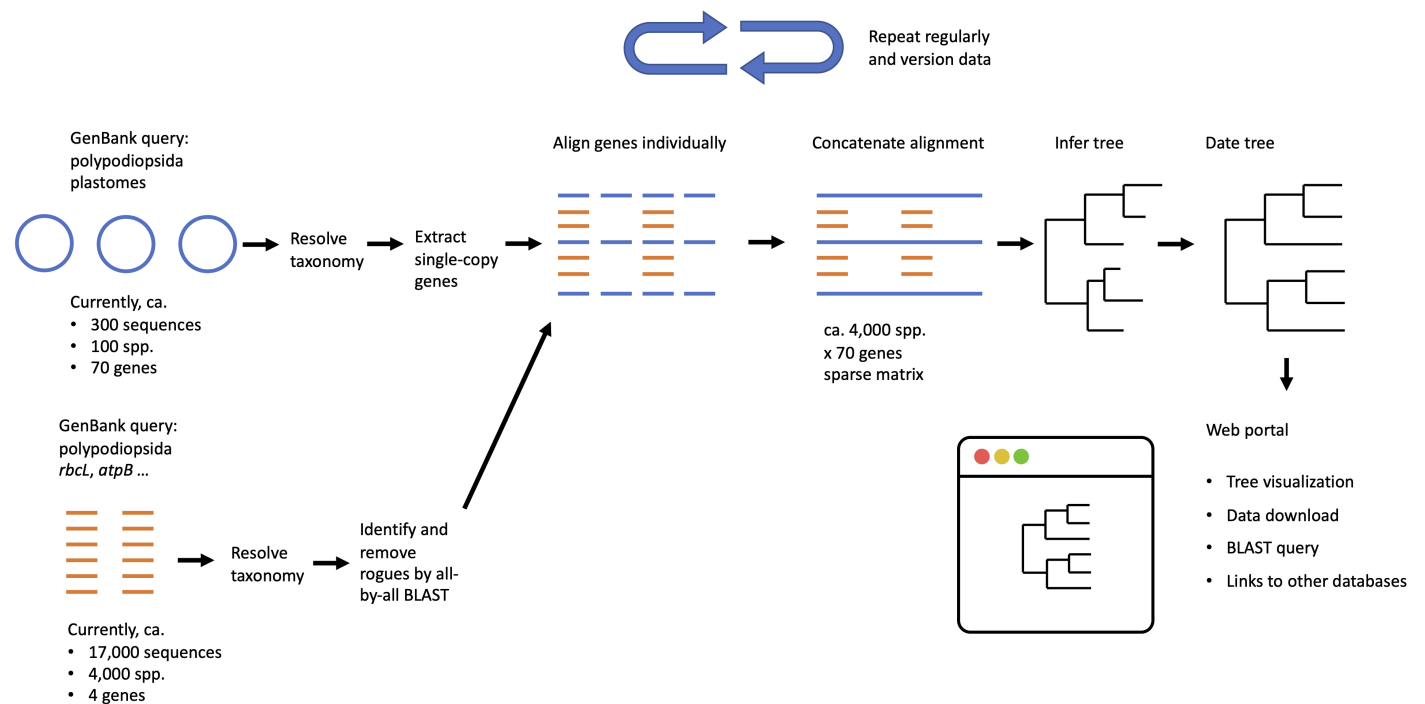 Repeat regularly
and version data
GenBank query:
polypodiopsida
plastomes
Currently, ca.
• 300 sequences
• 100 spp.
• 70 genes
Resolve
taxonomy
Extract
single-copy
genes
Align genes individually
Concatenate alignment
ca. 4,000 spp.
x 70 genes
sparse matrix
Infer tree
Date tree
GenBank query:
polypodiopsida
rbcL, atpB ...
Currently, ca.
• 17,000 sequences
• 4,000 spp.
• 4 genes
Resolve
taxonomy
Identify and
remove
rogues by all-
by-all BLAST
Web portal
• Tree visualization
• Data download
• BLAST query
• Links to other databases